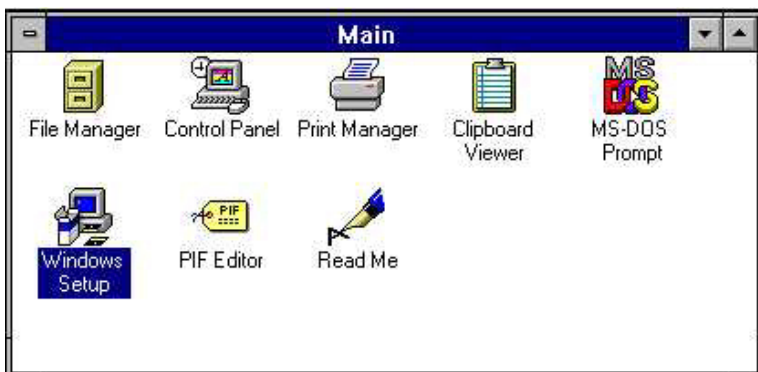 Main
File Manager
Control Panel
Print Manager
Clipboard
Viewer
MS
DOS
MS-DOS
Prompt
Windows
Setup
PIF
PIF Editor
Read Me